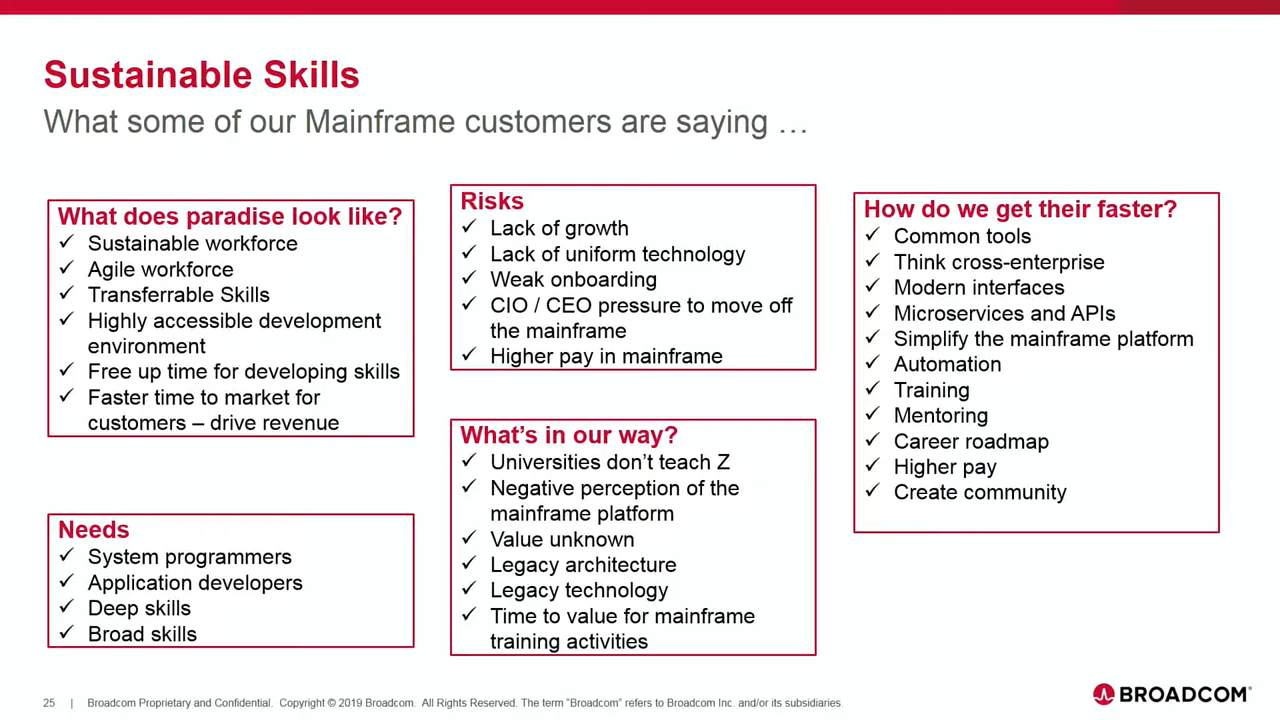 Sustainable Skills
What some of our Mainframe customers are saying …
What does paradise look like?
✓ Sustainable workforce
✓ Agile workforce
✓ Transferrable Skills
✓ Highly accessible development
environment
✓ Free up time for developing skills
✓ Faster time to market for
customers – drive revenue
Needs
✓ System programmers
✓ Application developers
✓ Deep skills
✓ Broad skills
Risks
✓ Lack of growth
✓ Lack of uniform technology
✓ Weak onboarding
✓ CIO / CEO pressure to move off
the mainframe
✓ Higher pay in mainframe
What's in our way?
✓ Universities don't teach Z
✓ Negative perception of the
mainframe platform
✓ Value unknown
✓ Legacy architecture
✓ Legacy technology
✓ Time to value for mainframe
training activities
How do we get their faster?
✓ Common tools
✓ Think cross-enterprise
✓ Modern interfaces
✓ Microservices and APIs
✓ Simplify the mainframe platform
✓ Automation
✓ Training
✓ Mentoring
✓ Career roadmap
✓ Higher pay
✓ Create community
25 | Broadcom Proprietary and Confidential. Copyright © 2019 Broadcom. All Rights Reserved. The term "Broadcom" refers to Broadcom Inc. and/or its subsidiaries.
BROADCOM®